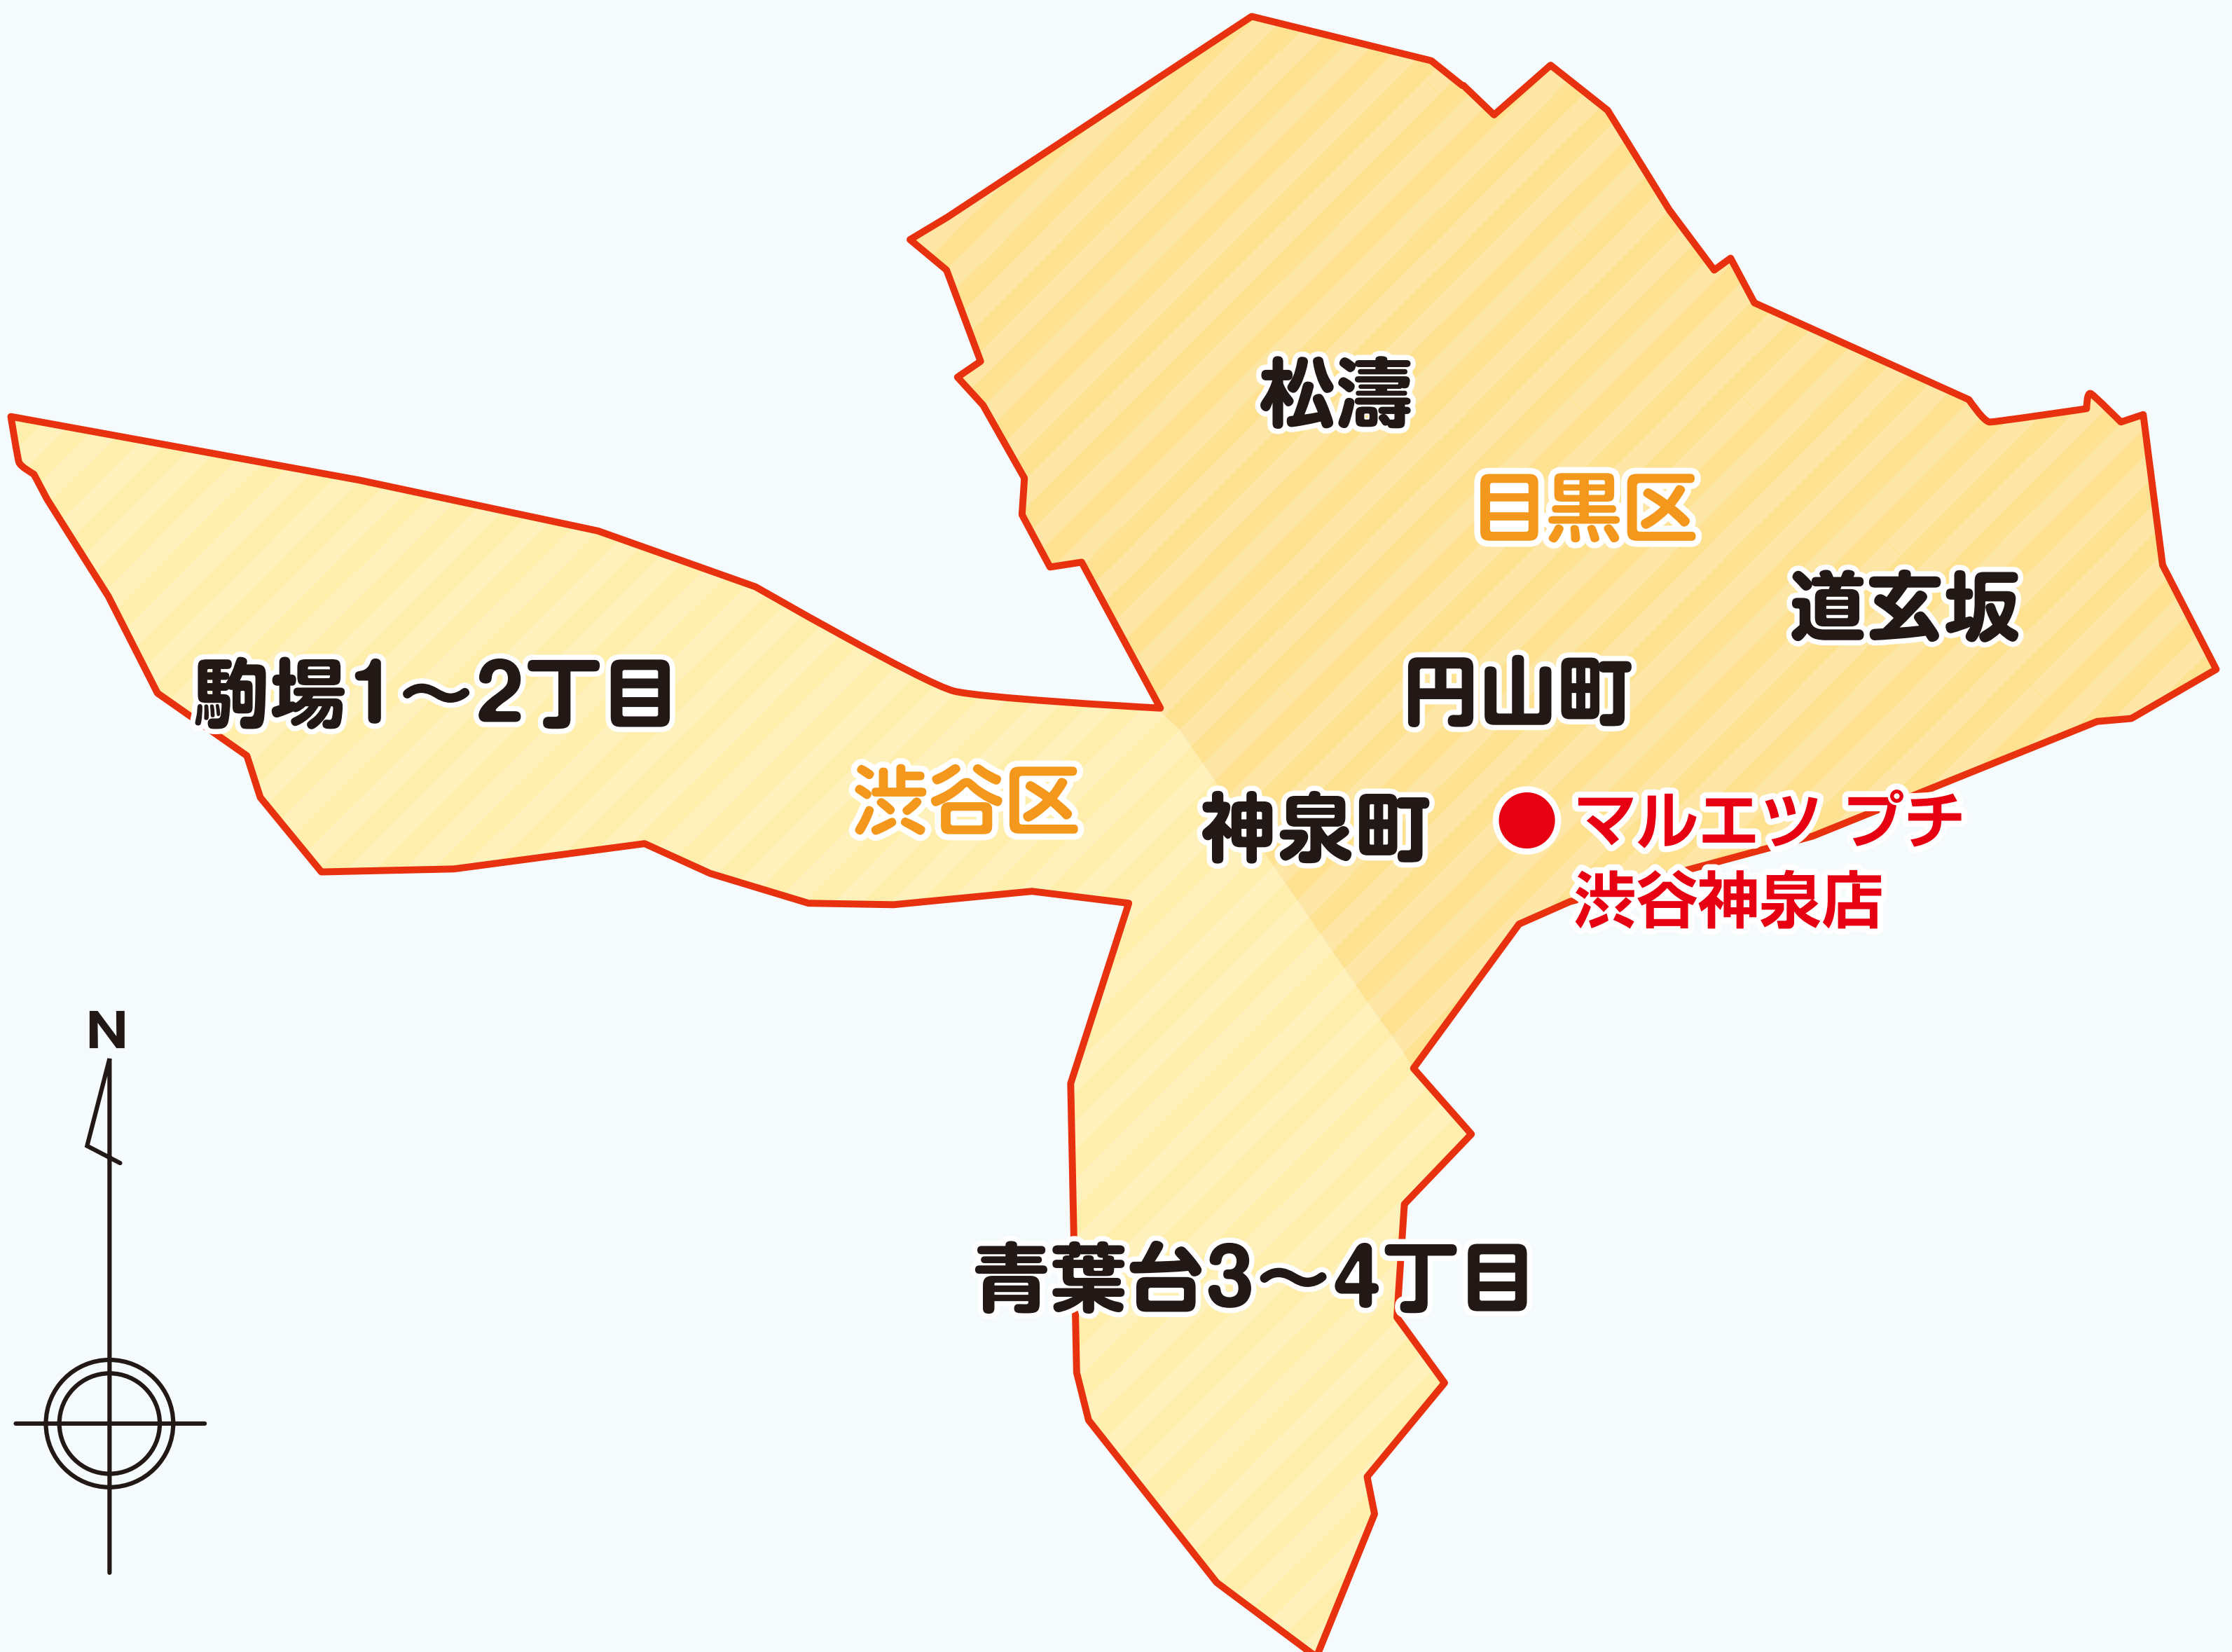 松濤
目黒区
道玄坂
円山町
駒場1～2丁目
渋谷区
神泉町
マルエツ プチ
渋谷神泉店
N
青葉台3～4丁目